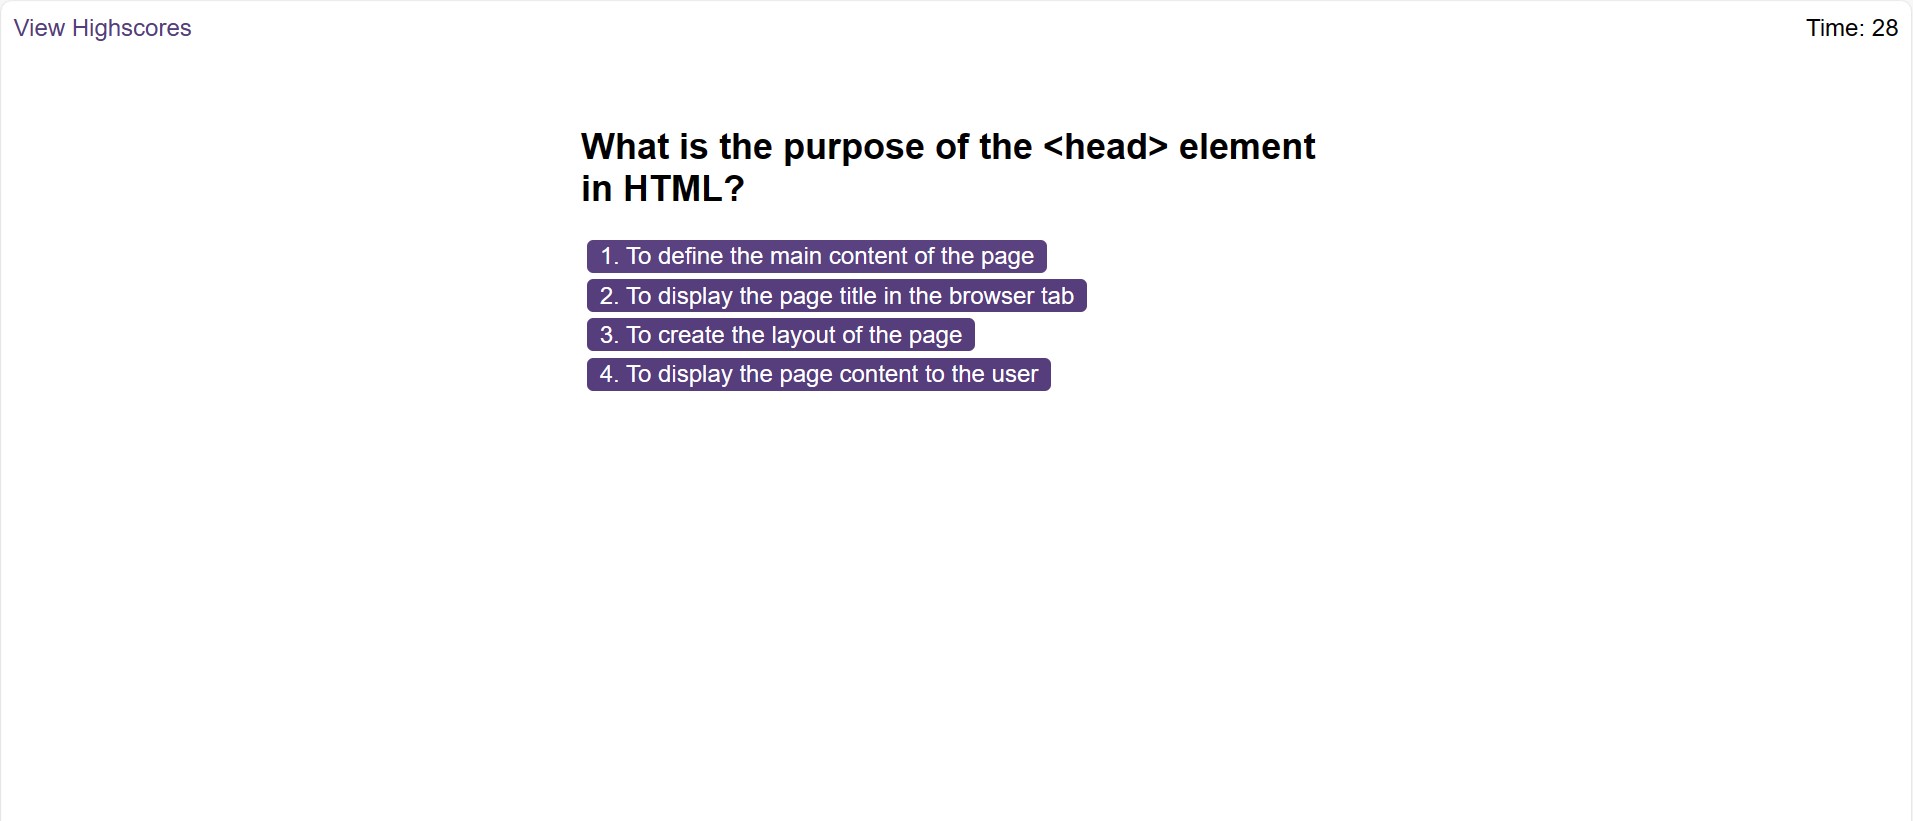 View Highscores
Time: 28
What is the purpose of the <head> element
in HTML?
1. To define the main content of the page
2. To display the page title in the browser tab
3. To create the layout of the page
4. To display the page content to the user